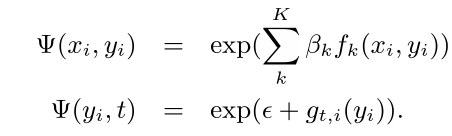 Ψ(x_i, y_i) = exp(∑_k^K β_k f_k(x_i, y_i))
Ψ(y_i, t) = exp(ϵ + g_{t,i}(y_i)).